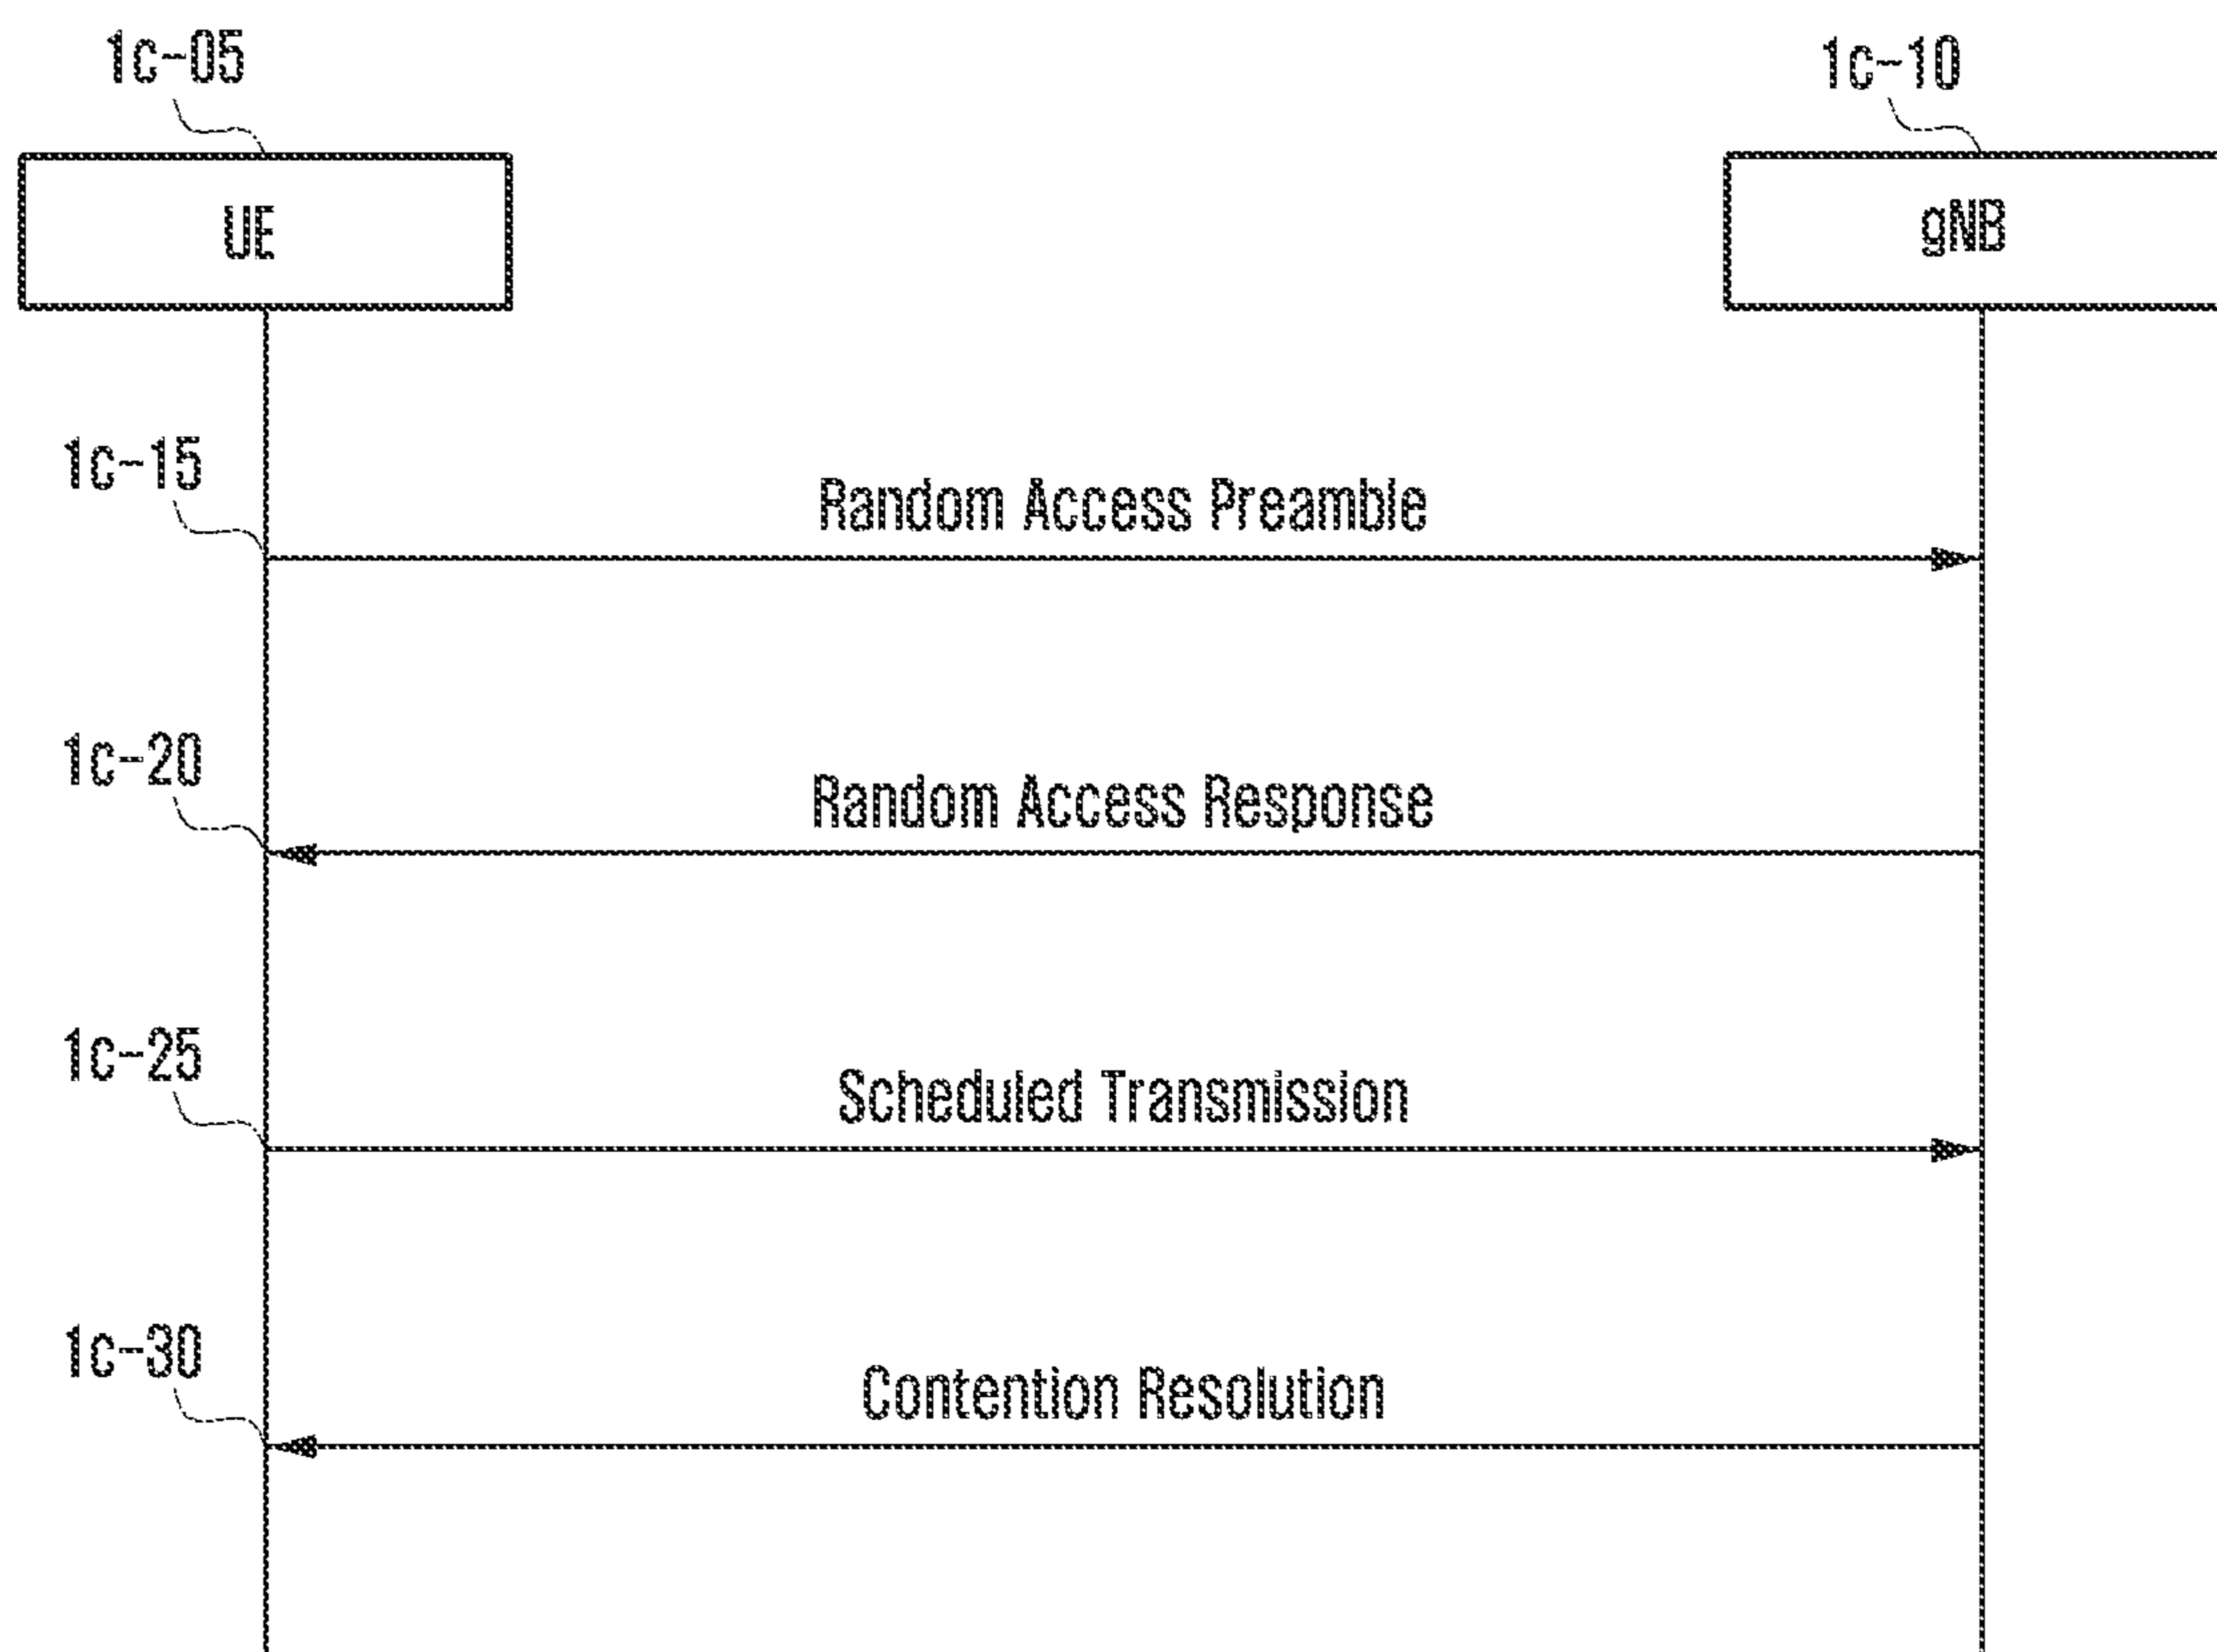 1c-05
1c-10
UE
gNB
1c-15
Random Access Preamble
1c-20
Random Access Response
1c-25
Scheduled Transmission
1c-30
Contention Resolution